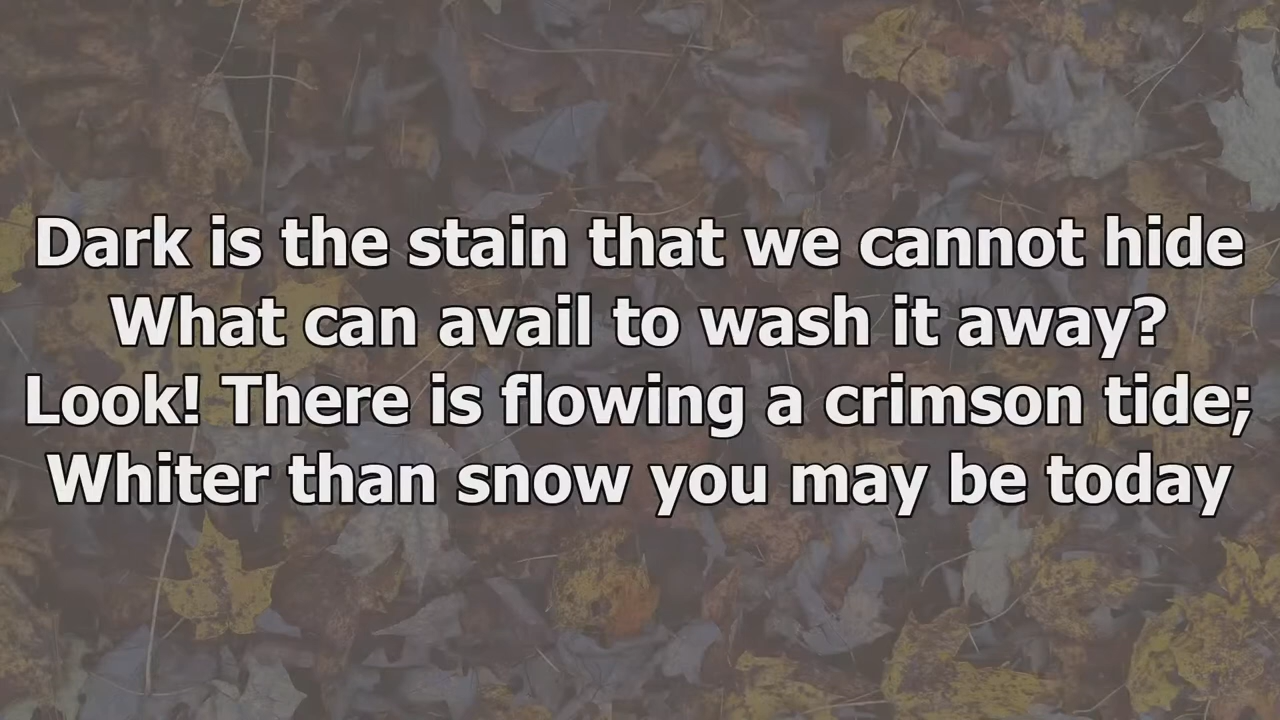 Dark is the stain that we cannot hide
What can avail to wash it away?
Look! There is flowing a crimson tide;
Whiter than snow you may be today